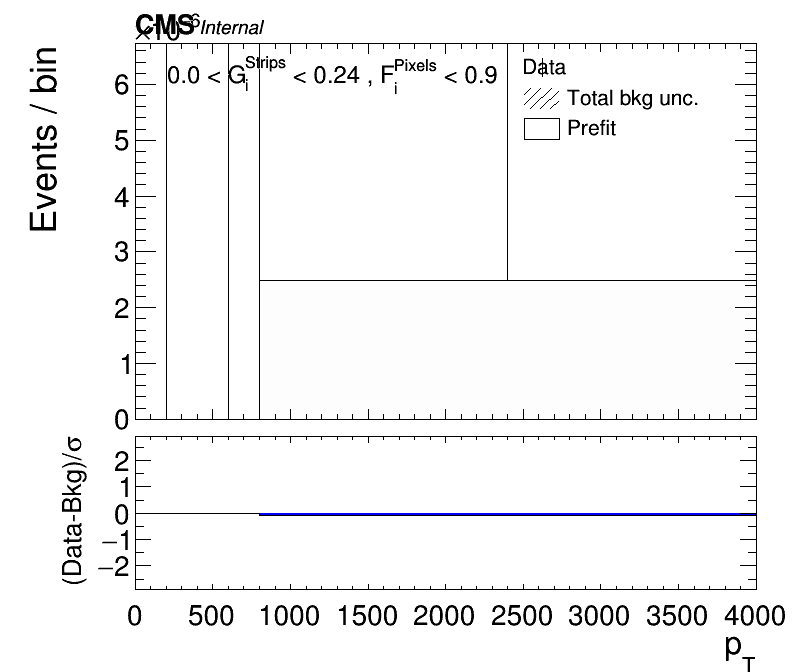 CMS Internal
×10⁻⁶
Events / bin
0.0 < G_i^Strips < 0.24 , F_i^Pixels < 0.9
Data
Total bkg unc.
Prefit
6
5
4
3
2
1
0
(Data-Bkg)/σ
2
1
0
−1
−2
0 500 1000 1500 2000 2500 3000 3500 4000
p_T